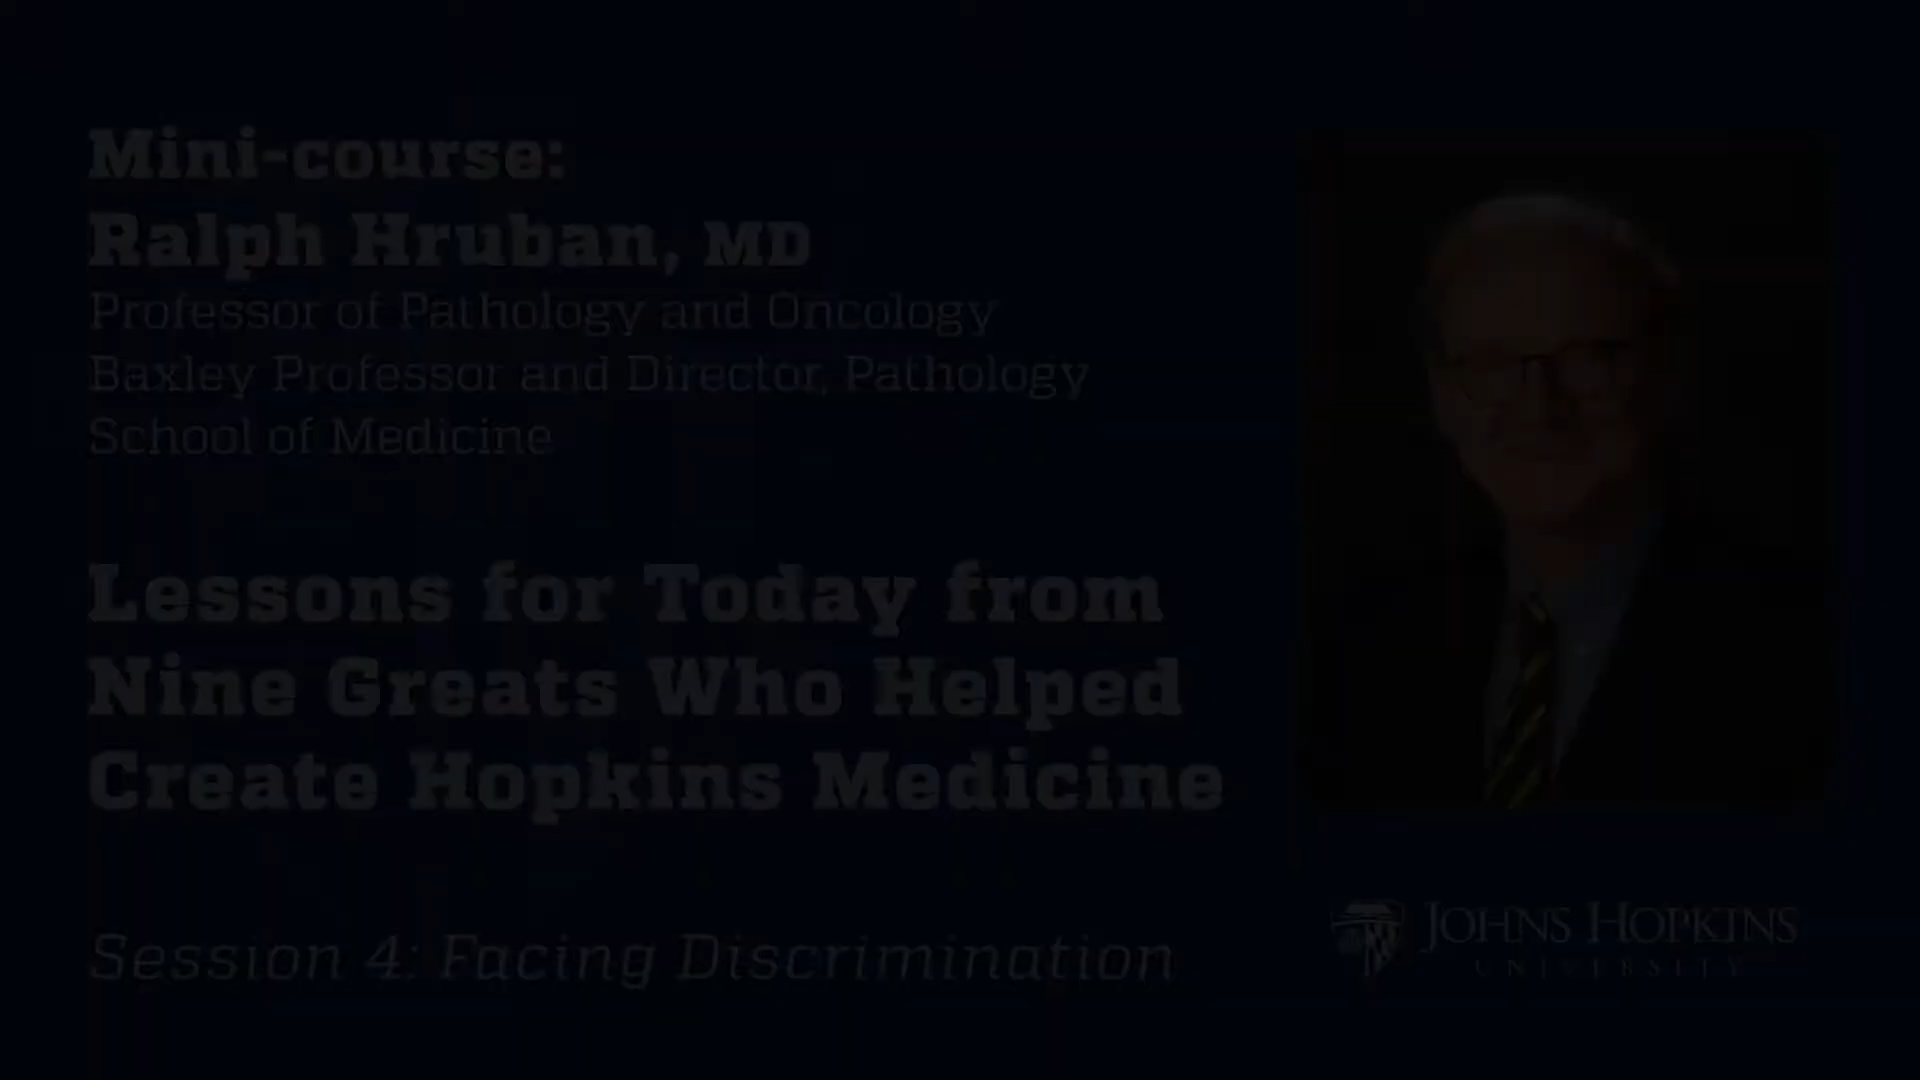 Mini-course:
Ralph Hruban, MD
Professor of Pathology and Oncology
Baxley Professor and Director, Pathology
School of Medicine
Lessons for Today from
Nine Greats Who Helped
Create Hopkins Medicine
Session 4: Facing Discrimination
JOHNS HOPKINS
UNIVERSITY